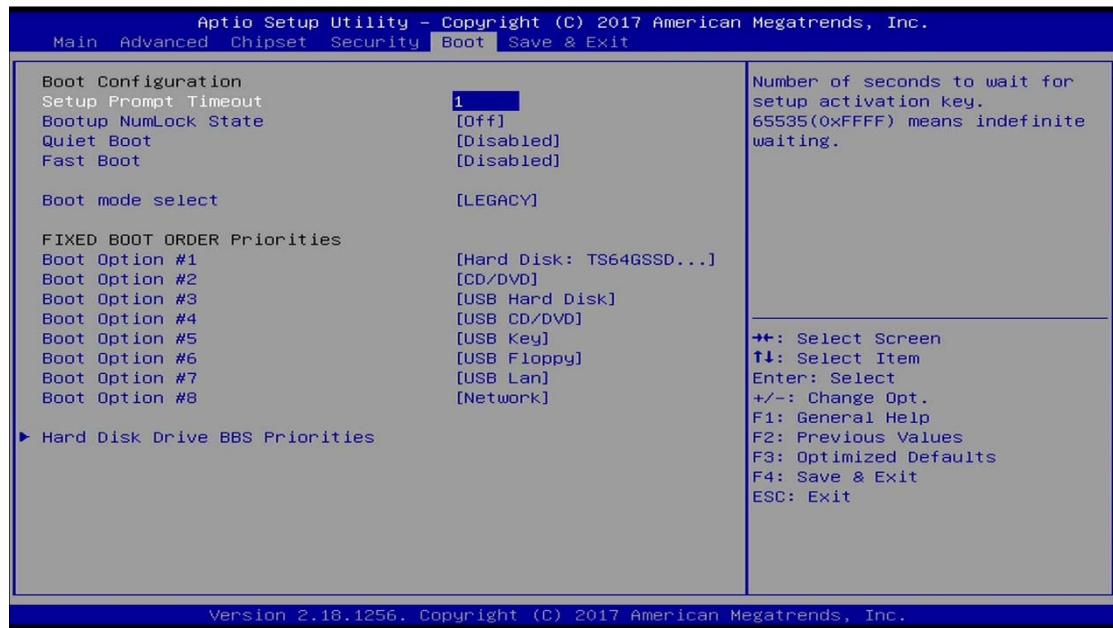 Aptio Setup Utility – Copyright (C) 2017 American Megatrends, Inc.
Main Advanced Chipset Security Boot Save & Exit
Boot Configuration
Setup Prompt Timeout 1
Bootup NumLock State [Off]
Quiet Boot [Disabled]
Fast Boot [Disabled]
Boot mode select [LEGACY]
FIXED BOOT ORDER Priorities
Boot Option #1 [Hard Disk: TS64GSSD...]
Boot Option #2 [CD/DVD]
Boot Option #3 [USB Hard Disk]
Boot Option #4 [USB CD/DVD]
Boot Option #5 [USB Key]
Boot Option #6 [USB Floppy]
Boot Option #7 [USB Lan]
Boot Option #8 [Network]
▶ Hard Disk Drive BBS Priorities
Number of seconds to wait for
setup activation key.
65535(0xFFFF) means indefinite
waiting.
→←: Select Screen
↑↓: Select Item
Enter: Select
+/-: Change Opt.
F1: General Help
F2: Previous Values
F3: Optimized Defaults
F4: Save & Exit
ESC: Exit
Version 2.18.1256. Copyright (C) 2017 American Megatrends, Inc.